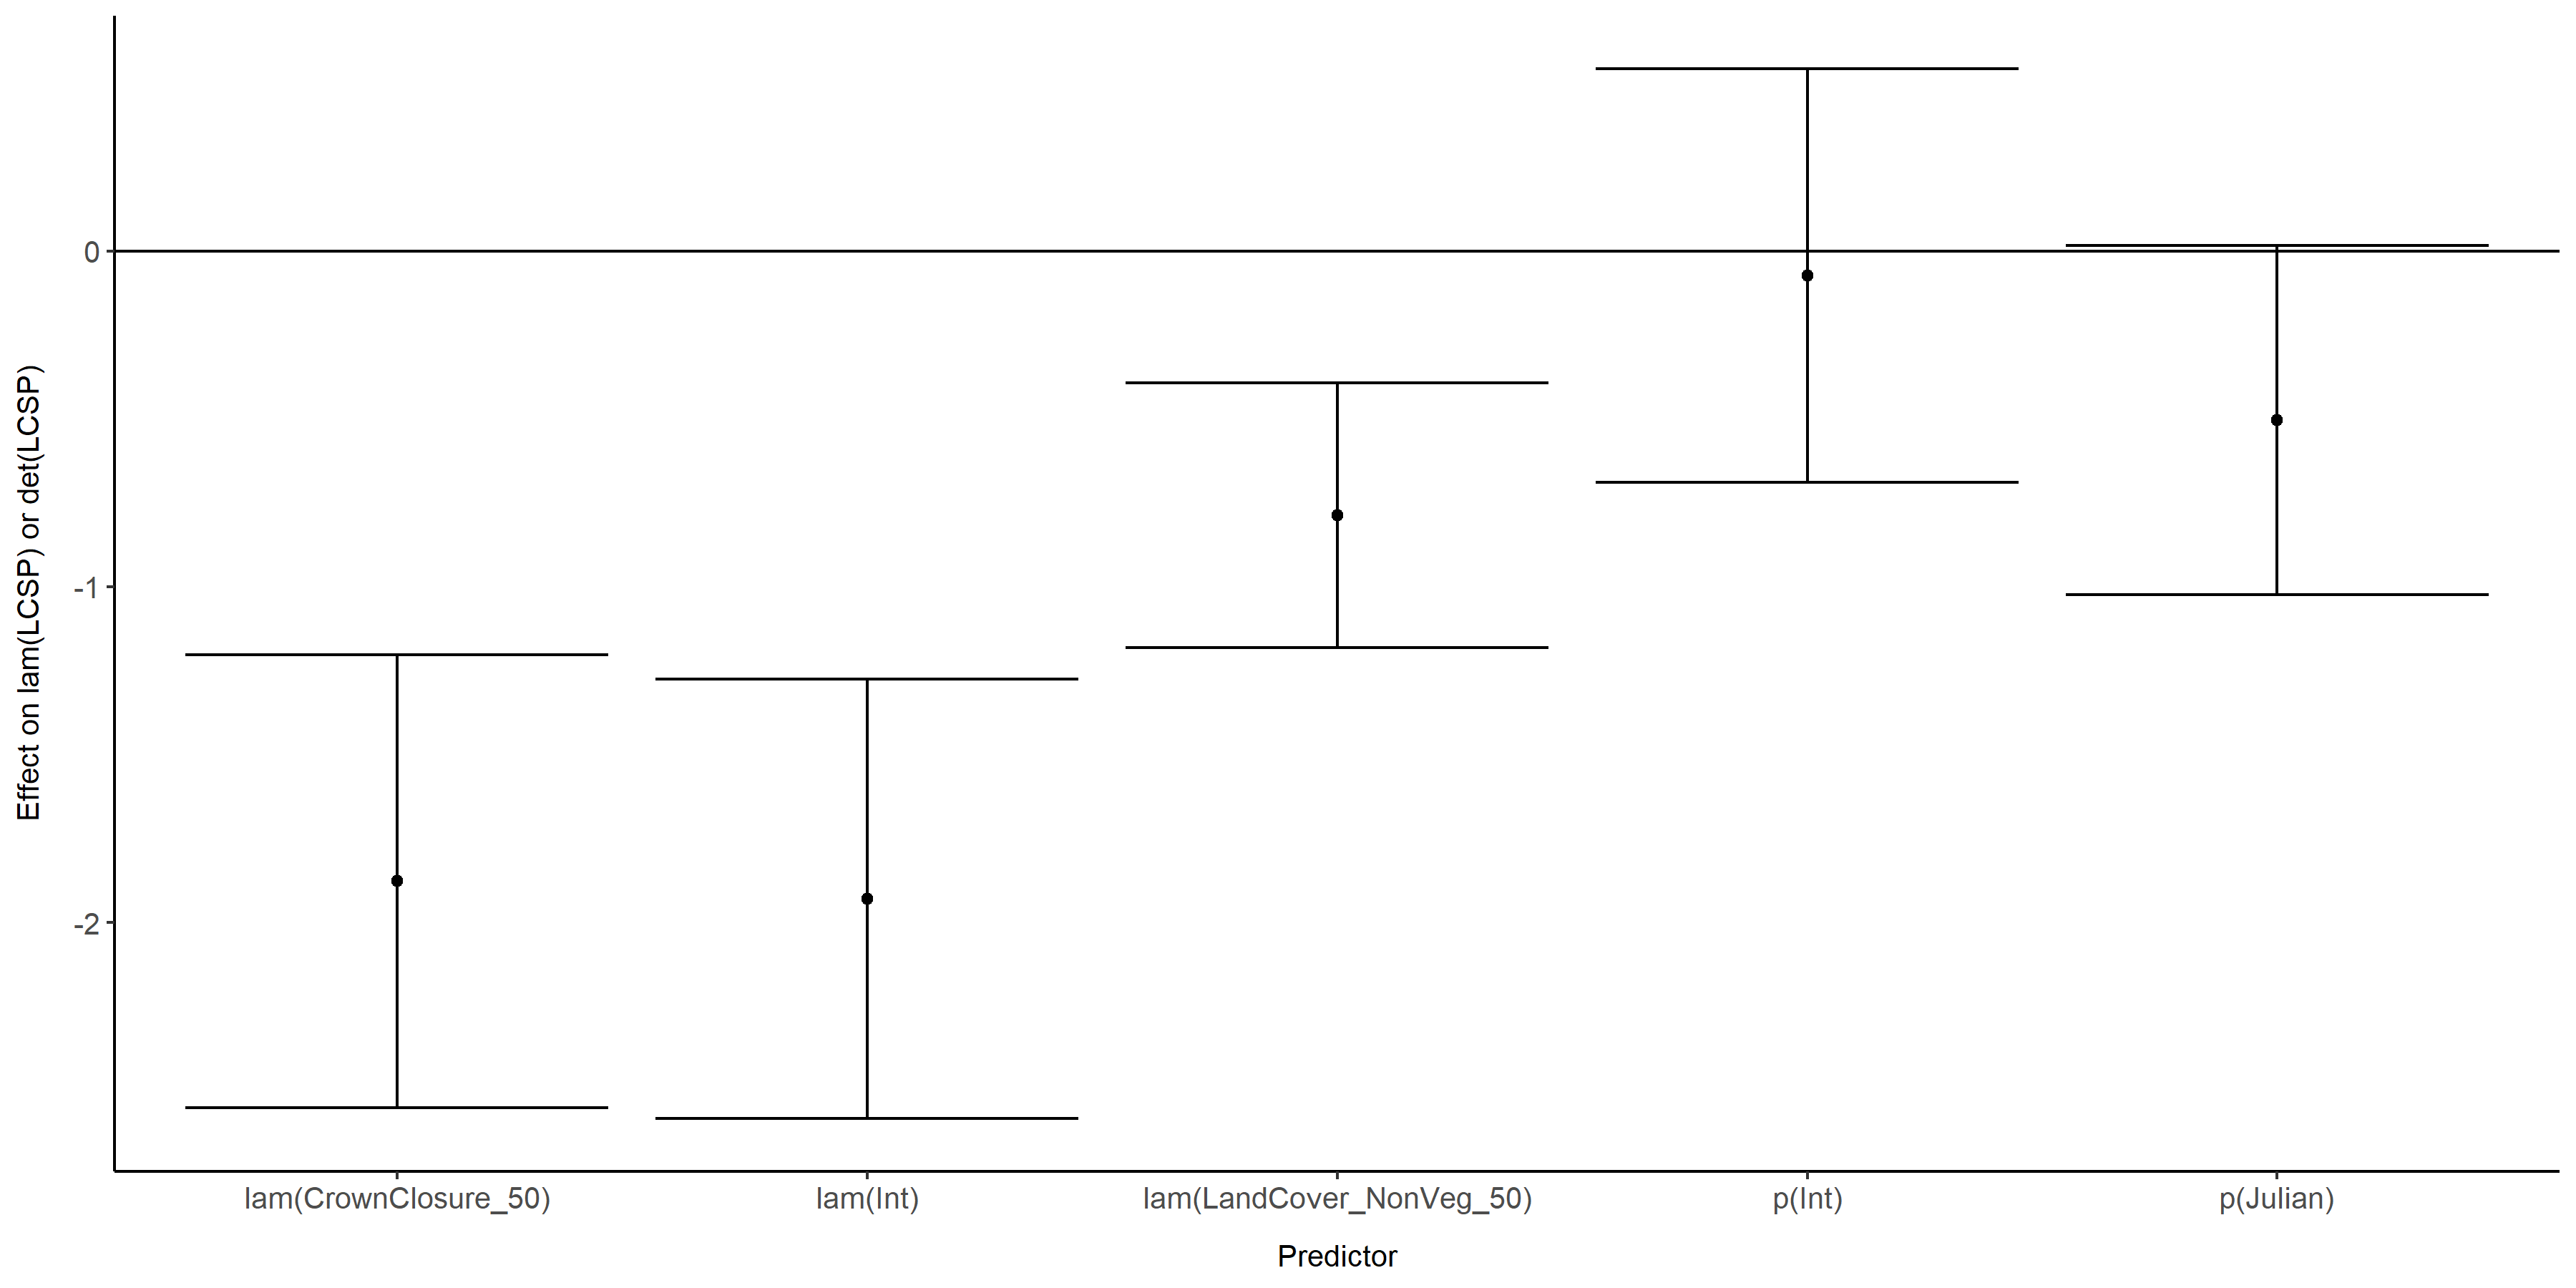 Effect on lam(LCSP) or det(LCSP)
0
-1
-2
lam(CrownClosure_50) lam(Int) lam(LandCover_NonVeg_50) p(Int) p(Julian)
Predictor